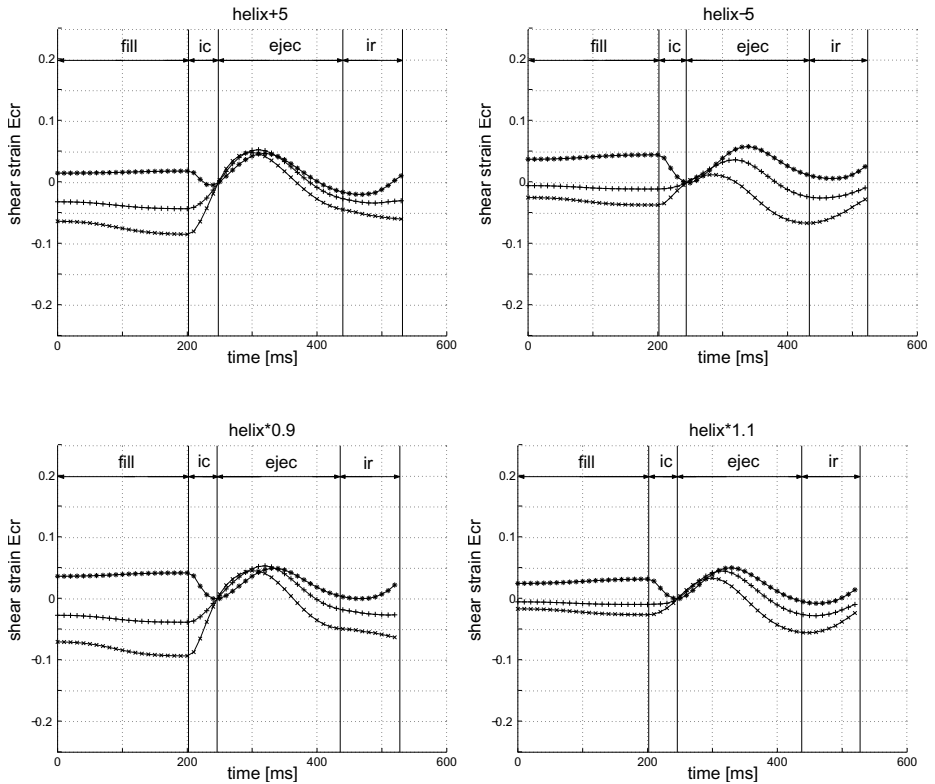 helix+5
fill ic ejec ir
0.2
0.1
0
-0.1
-0.2
shear strain Ecr
0 200 400 600
time [ms]
helix-5
fill ic ejec ir
0.2
0.1
0
-0.1
-0.2
shear strain Ecr
0 200 400 600
time [ms]
helix*0.9
fill ic ejec ir
0.2
0.1
0
-0.1
-0.2
shear strain Ecr
0 200 400 600
time [ms]
helix*1.1
fill ic ejec ir
0.2
0.1
0
-0.1
-0.2
shear strain Ecr
0 200 400 600
time [ms]